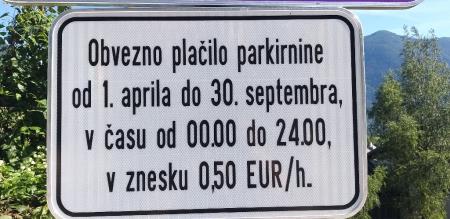 Obvezno plačilo parkirnine
od 1. aprila do 30. septembra,
v času od 00.00 do 24.00,
v znesku 0,50 EUR/h.